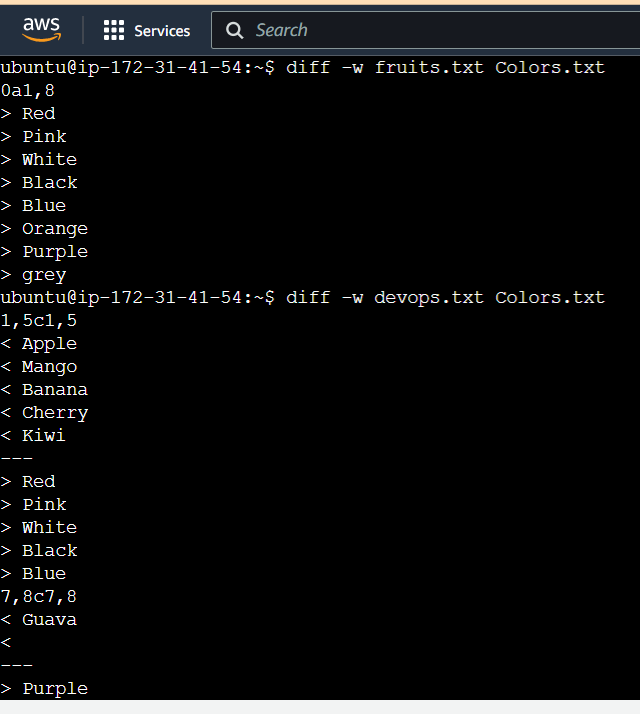 aws
Services
Search
ubuntu@ip-172-31-41-54:~$ diff -w fruits.txt Colors.txt
0a1,8
> Red
> Pink
> White
> Black
> Blue
> Orange
> Purple
> grey
ubuntu@ip-172-31-41-54:~$ diff -w devops.txt Colors.txt
1,5c1,5
< Apple
< Mango
< Banana
< Cherry
< Kiwi
---
> Red
> Pink
> White
> Black
> Blue
7,8c7,8
< Guava
<
---
> Purple